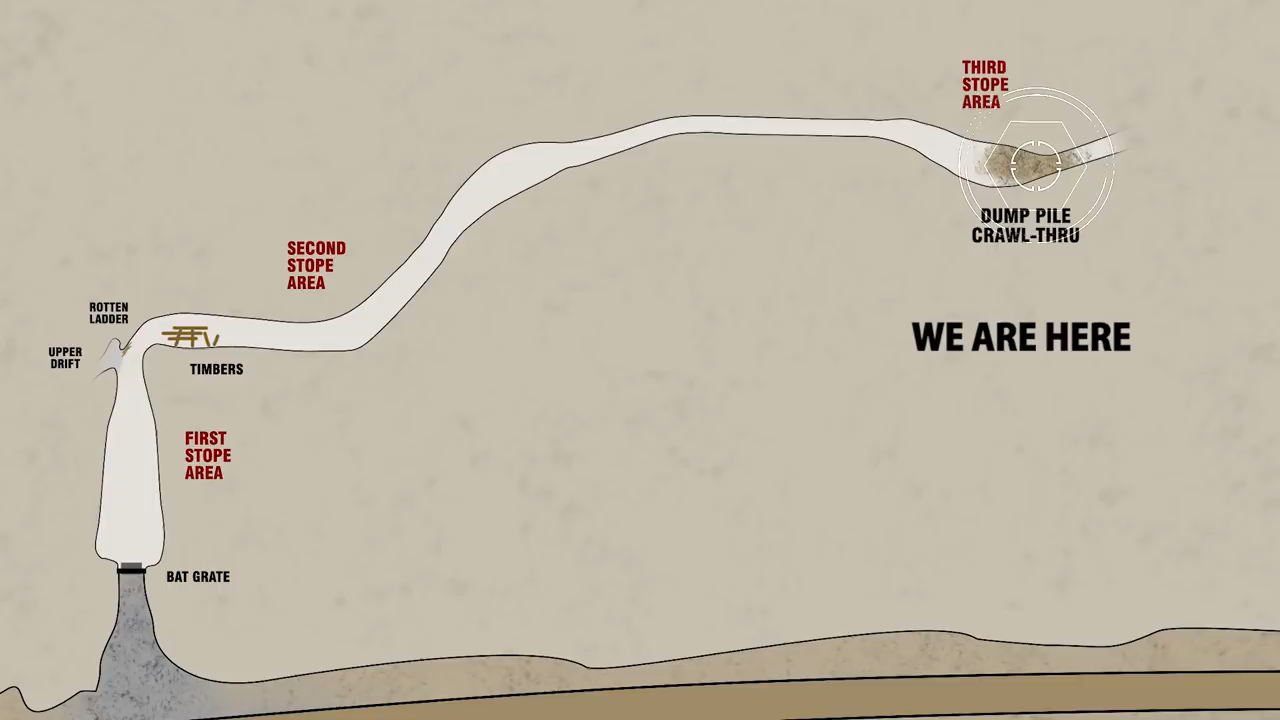 THIRD
STOPE
AREA
DUMP PILE
CRAWL-THRU
SECOND
STOPE
AREA
ROTTEN
LADDER
WE ARE HERE
UPPER
DRIFT
TIMBERS
FIRST
STOPE
AREA
BAT GRATE